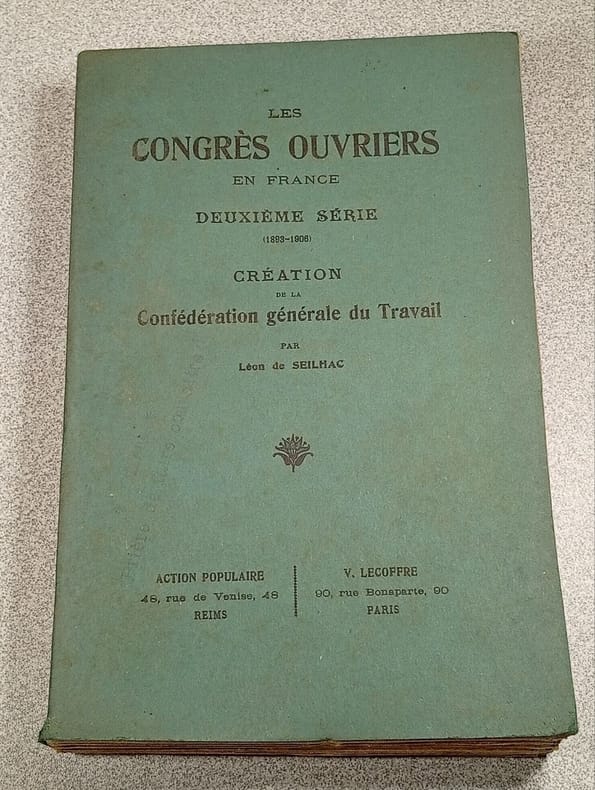 LES
CONGRÈS OUVRIERS
EN FRANCE
DEUXIÈME SÉRIE
(1893-1906)
CRÉATION
DE LA
Confédération générale du Travail
PAR
Léon de SEILHAC
ACTION POPULAIRE
48, rue de Venise, 48
REIMS
V. LECOFFRE
90, rue Bonaparte, 90
PARIS